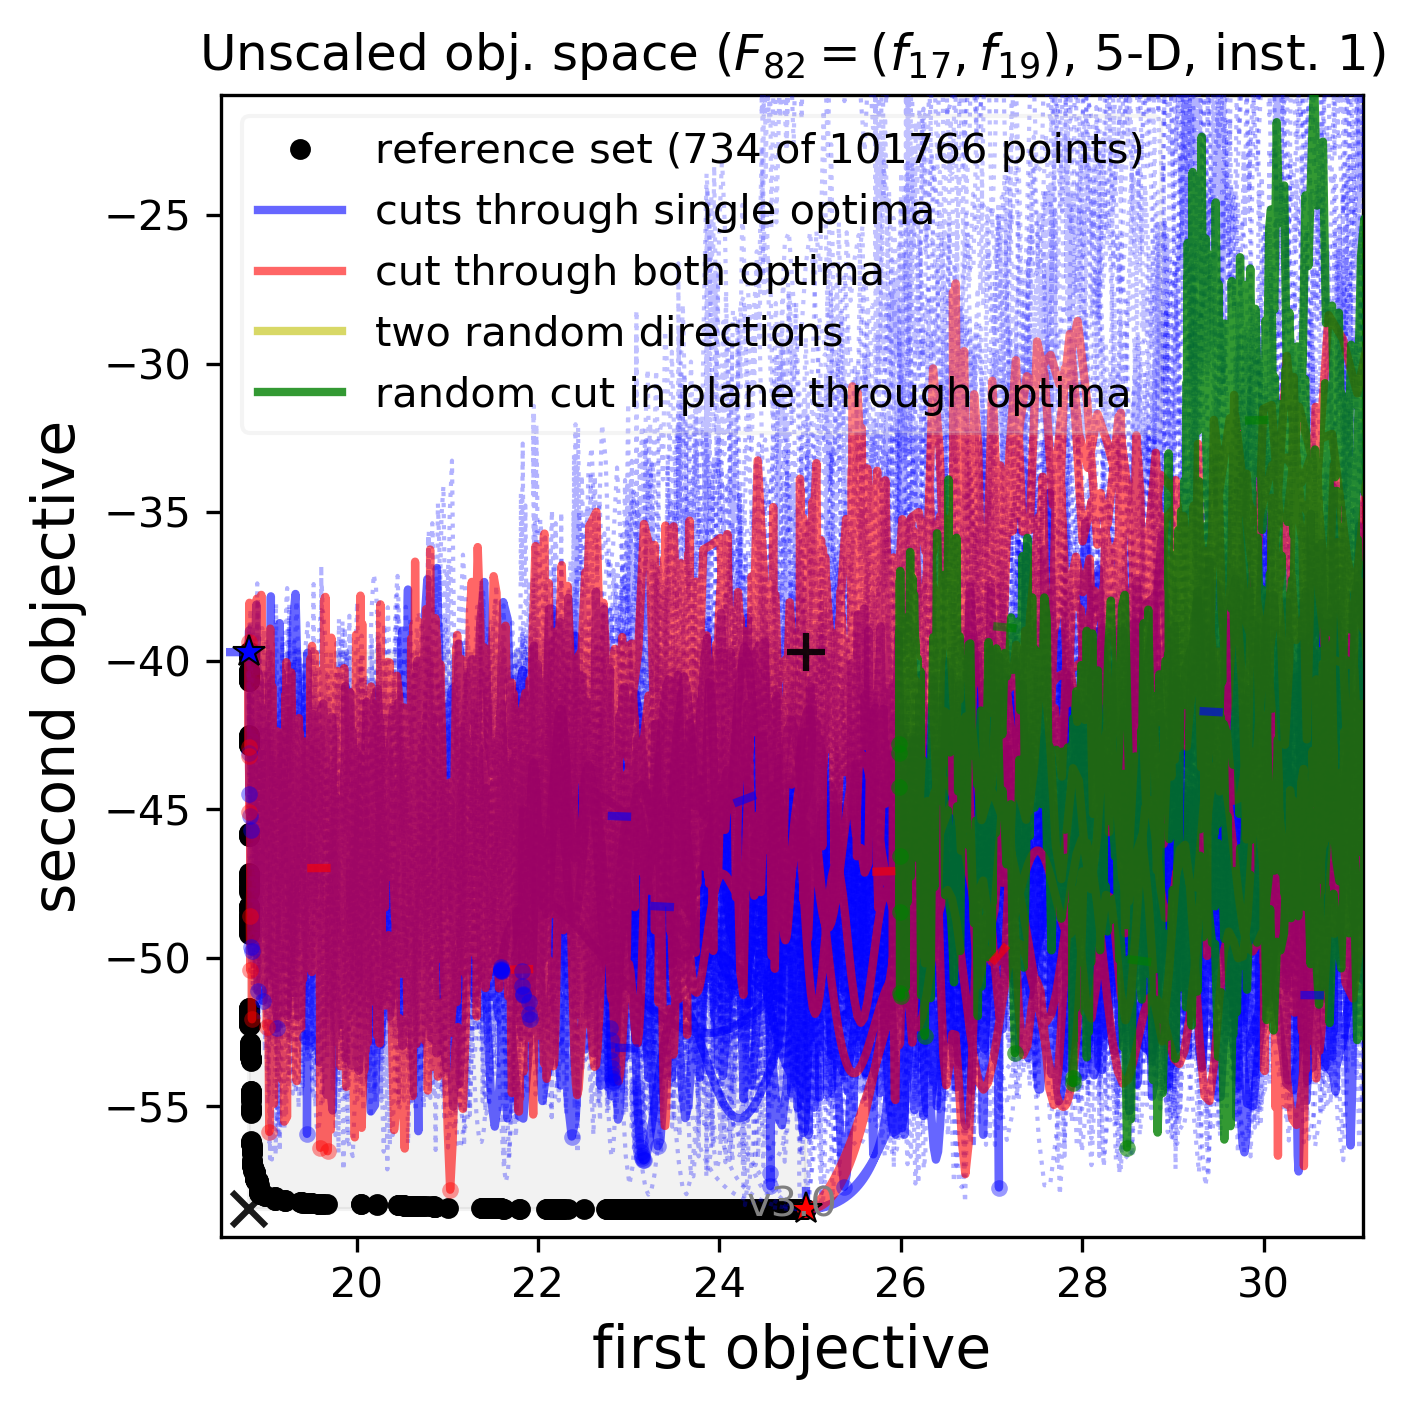 Unscaled obj. space (F₈₂ = (f₁₇, f₁₉), 5-D, inst. 1)
reference set (734 of 101766 points)
cuts through single optima
cut through both optima
two random directions
random cut in plane through optima
second objective
−25
−30
−35
−40
−45
−50
−55
v3.0
20 22 24 26 28 30
first objective